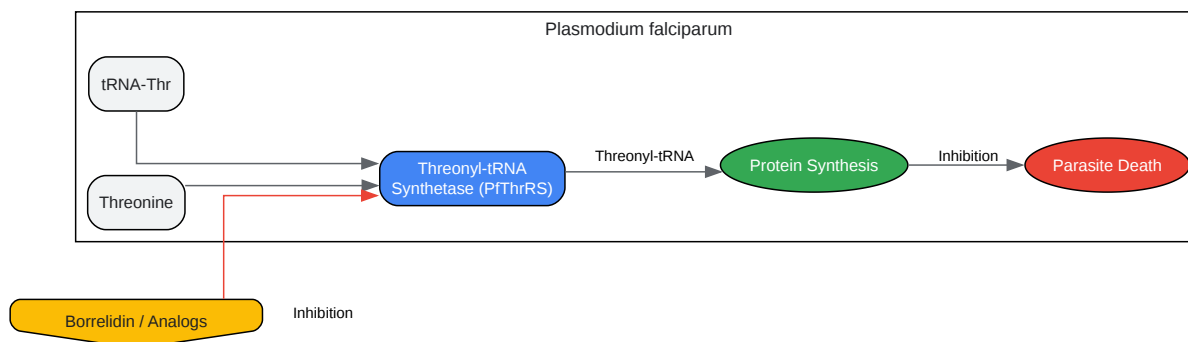 Plasmodium falciparum
tRNA-Thr
Threonine
Threonyl-tRNA
Synthetase (PfThrRS)
Threonyl-tRNA
Protein Synthesis
Inhibition
Parasite Death
Borrelidin / Analogs
Inhibition